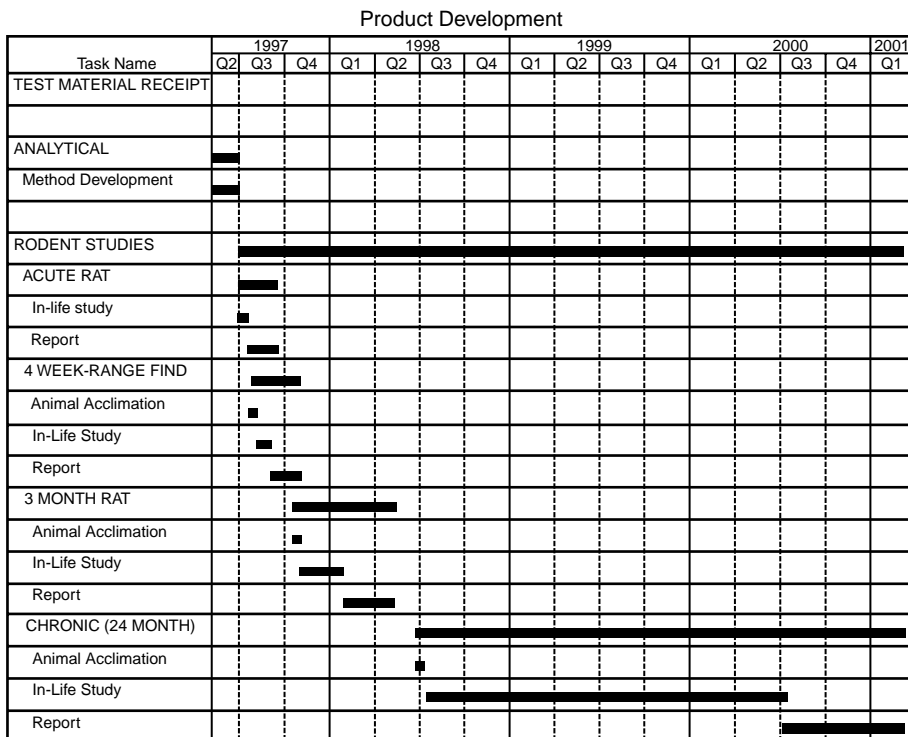 Product Development
1997 1998 1999 2000 2001
Task Name Q2 Q3 Q4 Q1 Q2 Q3 Q4 Q1 Q2 Q3 Q4 Q1 Q2 Q3 Q4 Q1
TEST MATERIAL RECEIPT
ANALYTICAL
Method Development
RODENT STUDIES
ACUTE RAT
In-life study
Report
4 WEEK-RANGE FIND
Animal Acclimation
In-Life Study
Report
3 MONTH RAT
Animal Acclimation
In-Life Study
Report
CHRONIC (24 MONTH)
Animal Acclimation
In-Life Study
Report